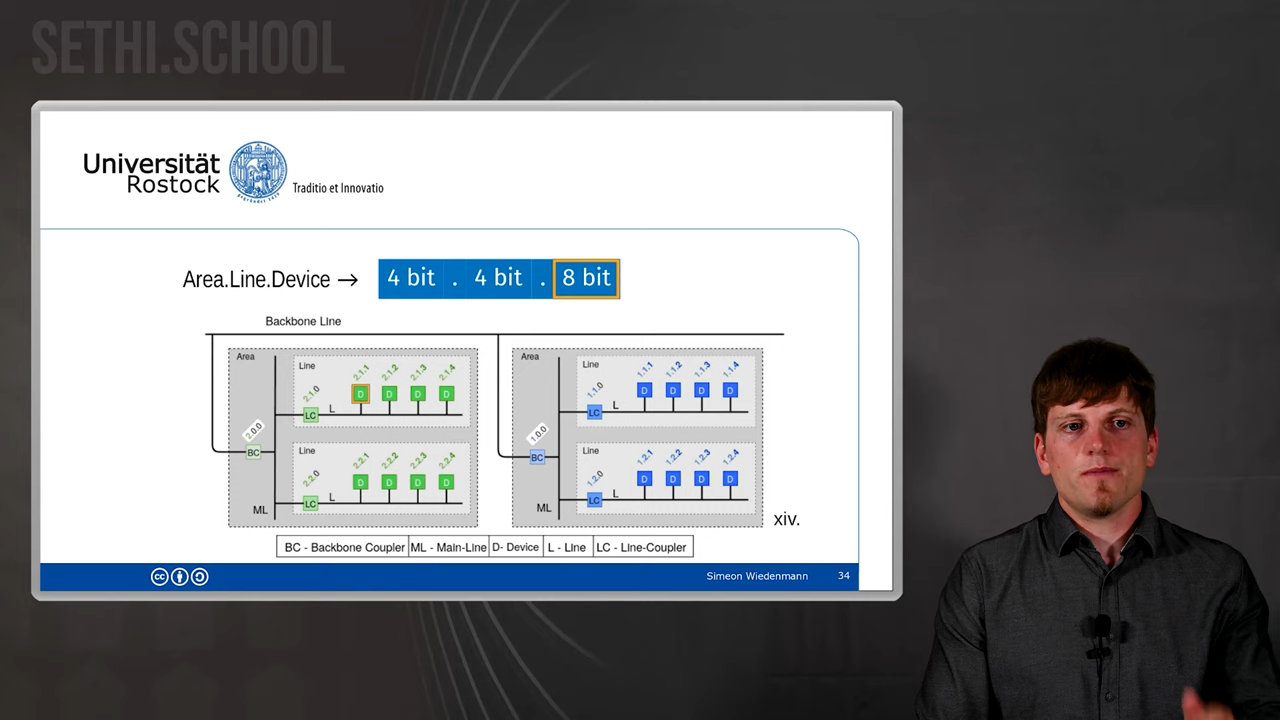 SETHI.SCHOOL
Universität
Rostock
Traditio et Innovatio
Area.Line.Device → 4 bit . 4 bit . 8 bit
Backbone Line
Area
Line
2.1.0
2.1.1
2.1.2
2.1.3
2.1.4
D D D D
LC
L
2.0.0
BC
Line
2.2.0
2.2.1
2.2.2
2.2.3
2.2.4
D D D D
LC
L
ML
Area
Line
1.1.0
1.1.1
1.1.2
1.1.3
1.1.4
D D D D
LC
L
1.0.0
BC
Line
1.2.0
1.2.1
1.2.2
1.2.3
1.2.4
D D D D
LC
L
ML
xiv.
BC - Backbone Coupler ML - Main-Line D- Device L - Line LC - Line-Coupler
cc
Simeon Wiedenmann 34